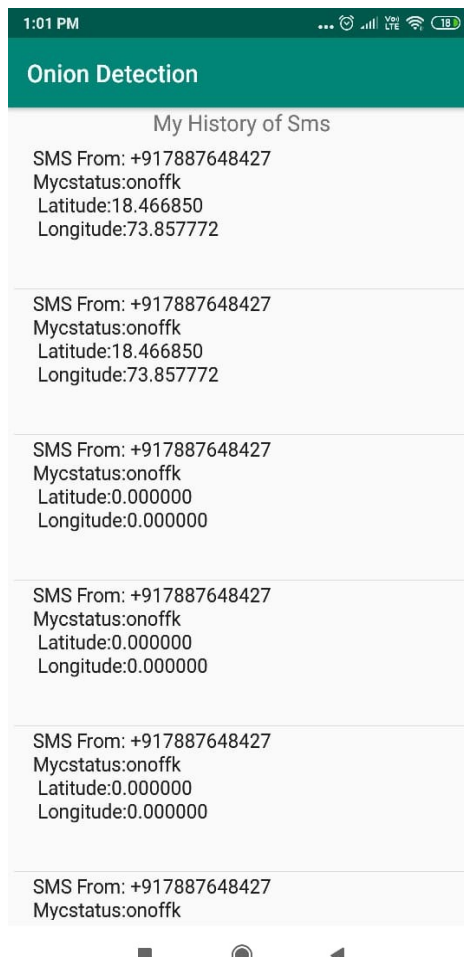 1:01 PM
... Vo) LTE 18
Onion Detection
My History of Sms
SMS From: +917887648427
Mycstatus:onoffk
Latitude:18.466850
Longitude:73.857772
SMS From: +917887648427
Mycstatus:onoffk
Latitude:18.466850
Longitude:73.857772
SMS From: +917887648427
Mycstatus:onoffk
Latitude:0.000000
Longitude:0.000000
SMS From: +917887648427
Mycstatus:onoffk
Latitude:0.000000
Longitude:0.000000
SMS From: +917887648427
Mycstatus:onoffk
Latitude:0.000000
Longitude:0.000000
SMS From: +917887648427
Mycstatus:onoffk